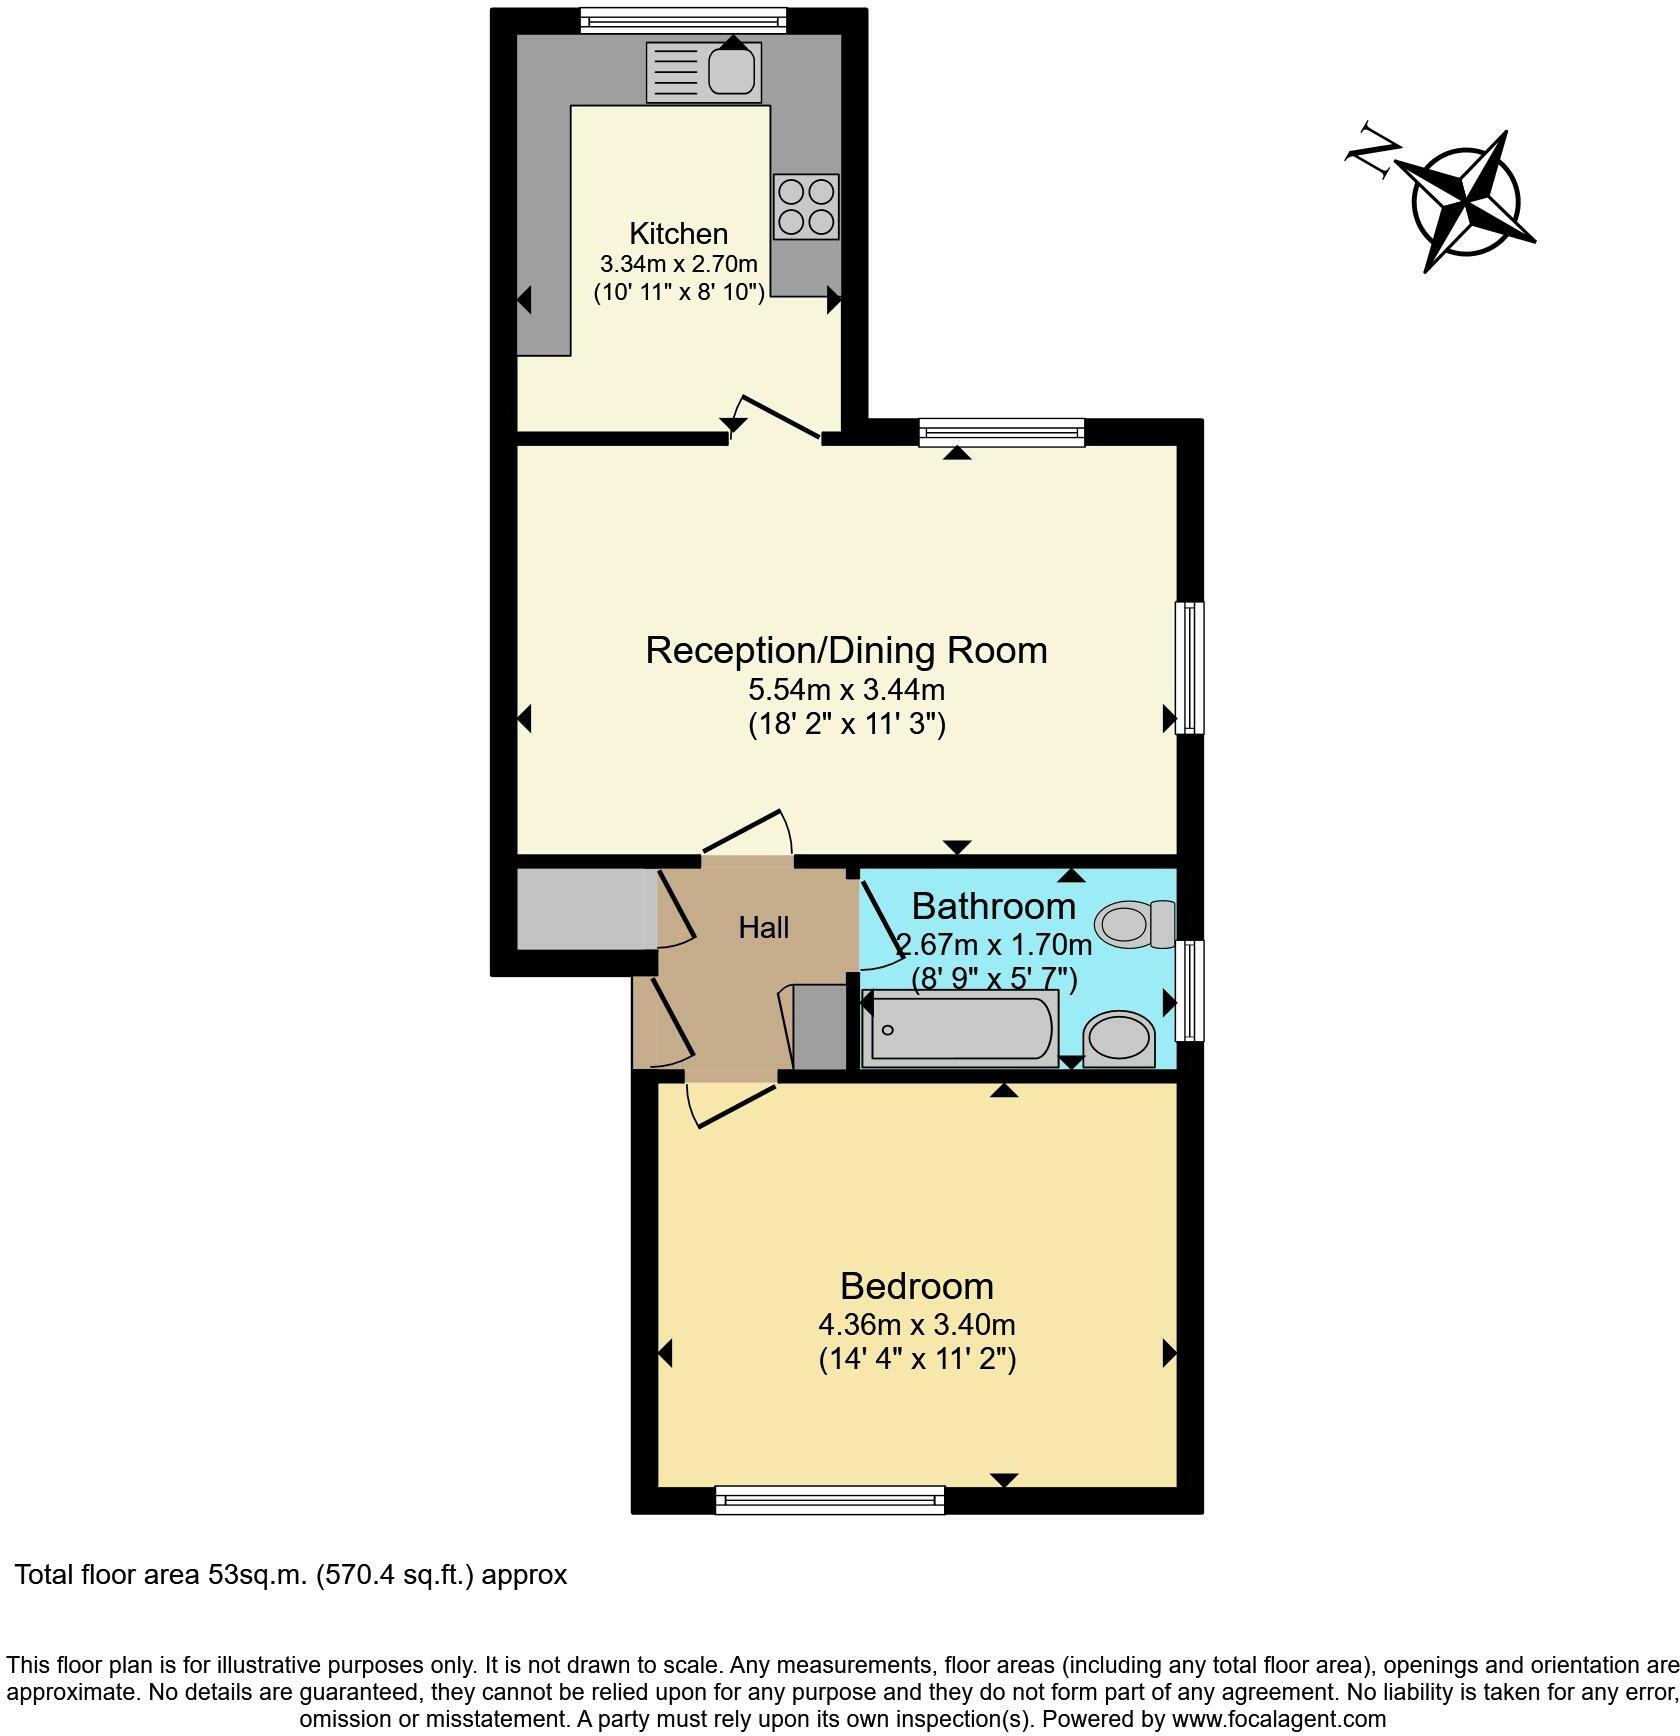 N
Kitchen
3.34m x 2.70m
(10' 11" x 8' 10")
Reception/Dining Room
5.54m x 3.44m
(18' 2" x 11' 3")
Hall
Bathroom
2.67m x 1.70m
(8' 9" x 5' 7")
Bedroom
4.36m x 3.40m
(14' 4" x 11' 2")
Total floor area 53sq.m. (570.4 sq.ft.) approx
This floor plan is for illustrative purposes only. It is not drawn to scale. Any measurements, floor areas (including any total floor area), openings and orientation are
approximate. No details are guaranteed, they cannot be relied upon for any purpose and they do not form part of any agreement. No liability is taken for any error,
omission or misstatement. A party must rely upon its own inspection(s). Powered by www.focalagent.com